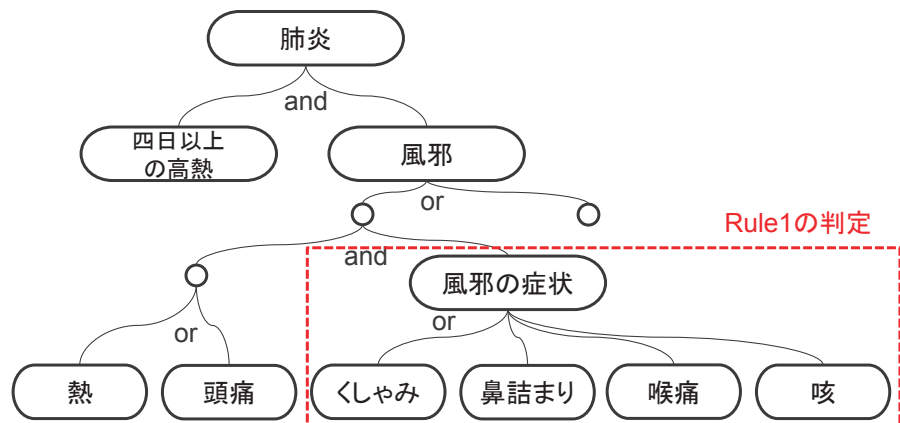 肺炎
and
四日以上
の高熱
風邪
or
Rule1の判定
and
風邪の症状
or
or
熱
頭痛
くしゃみ
鼻詰まり
喉痛
咳